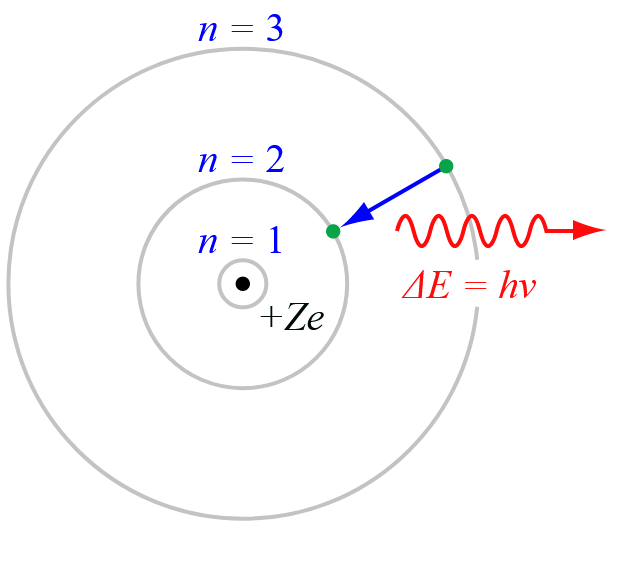 n = 3
n = 2
n = 1
+Ze
ΔE = hν